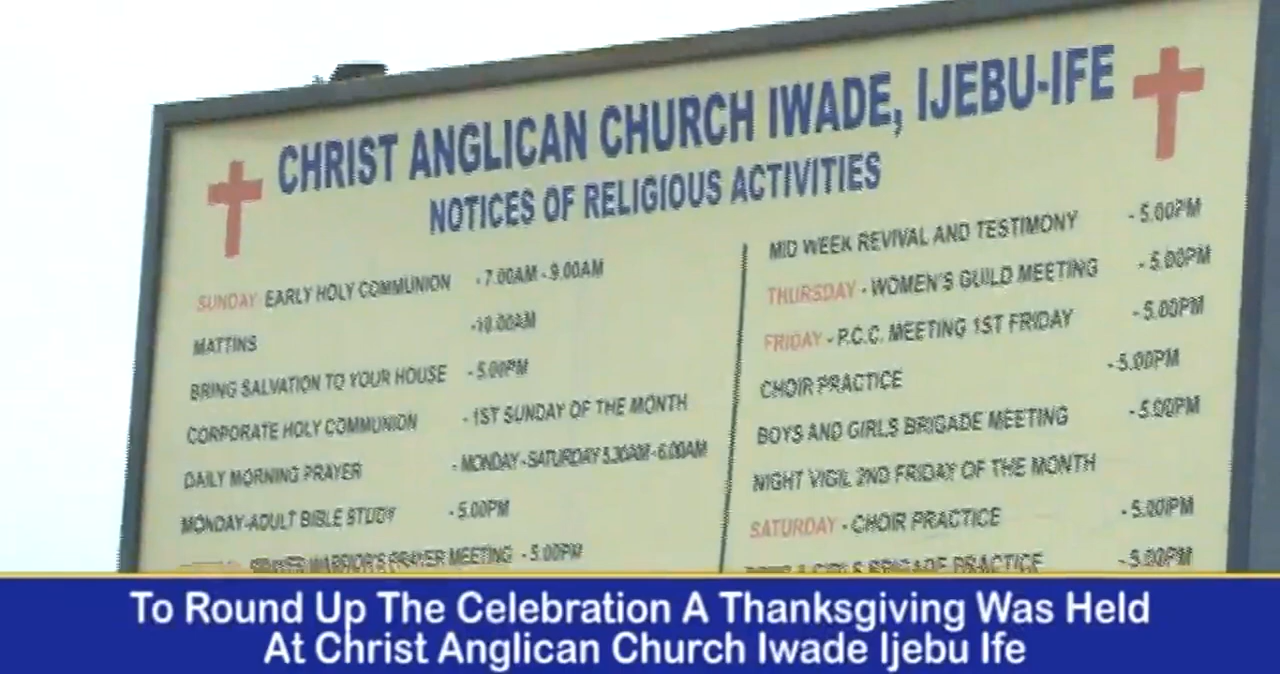 CHRIST ANGLICAN CHURCH IWADE, IJEBU-IFE
NOTICES OF RELIGIOUS ACTIVITIES
SUNDAY EARLY HOLY COMMUNION - 7.00AM - 9.00AM
MATTINS -10.00AM
BRING SALVATION TO YOUR HOUSE - 5.00PM
CORPORATE HOLY COMMUNION - 1ST SUNDAY OF THE MONTH
DAILY MORNING PRAYER - MONDAY - SATURDAY 5.30AM - 6.00AM
MONDAY-ADULT BIBLE STUDY - 5.00PM
PRAYER WARRIOR'S PRAYER MEETING - 5.00PM
MID WEEK REVIVAL AND TESTIMONY - 5.00PM
THURSDAY - WOMEN'S GUILD MEETING - 5.00PM
FRIDAY - P.C.C. MEETING 1ST FRIDAY - 5.00PM
CHOIR PRACTICE -5.00PM
BOYS AND GIRLS BRIGADE MEETING - 5.00PM
NIGHT VIGIL 2ND FRIDAY OF THE MONTH
SATURDAY - CHOIR PRACTICE - 5.00PM
GIRLS BRIGADE PRACTICE - 5.00PM
To Round Up The Celebration A Thanksgiving Was Held
At Christ Anglican Church Iwade Ijebu Ife